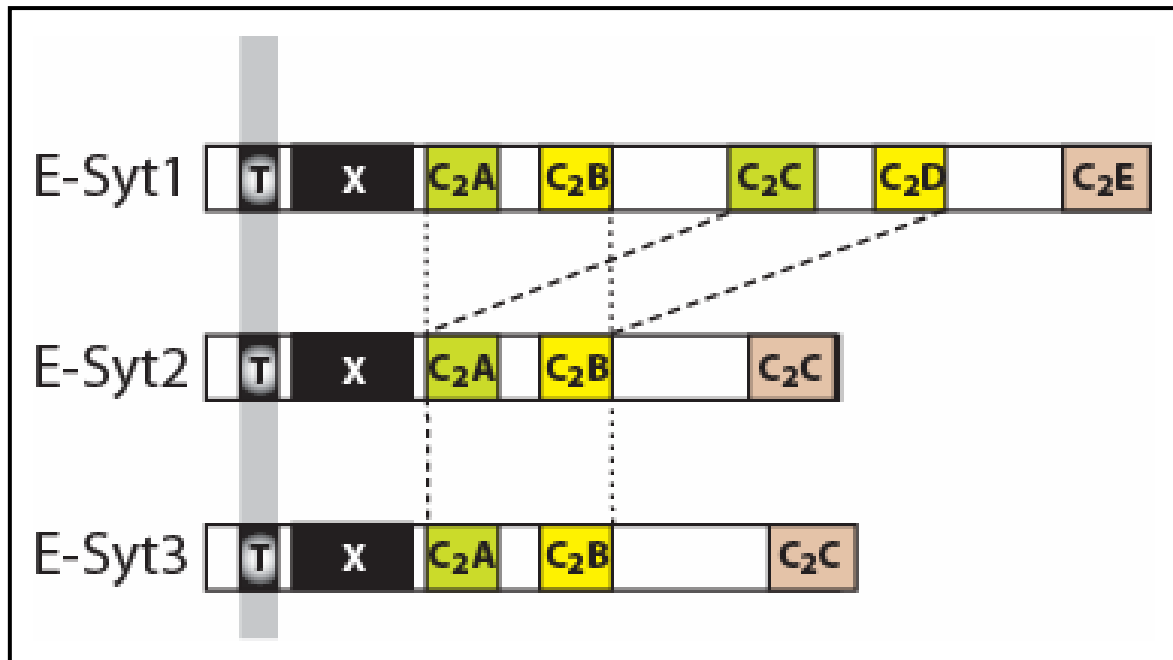 E-Syt1 T X C₂A C₂B C₂C C₂D C₂E
E-Syt2 T X C₂A C₂B C₂C
E-Syt3 T X C₂A C₂B C₂C